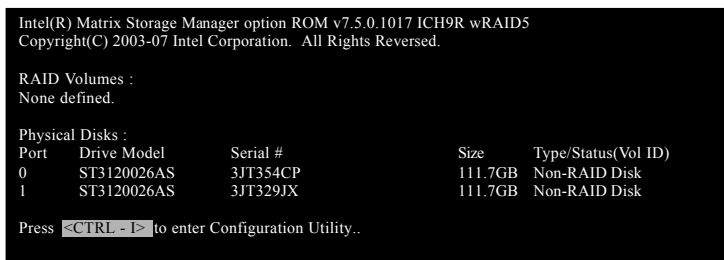 Intel(R) Matrix Storage Manager option ROM v7.5.0.1017 ICH9R wRAID5
Copyright(C) 2003-07 Intel Corporation.  All Rights Reversed.
RAID Volumes :
None defined.
Physical Disks :
Port Drive Model Serial # Size Type/Status(Vol ID)
0 ST3120026AS 3JT354CP 111.7GB Non-RAID Disk
1 ST3120026AS 3JT329JX 111.7GB Non-RAID Disk
Press <CTRL - I> to enter Configuration Utility..